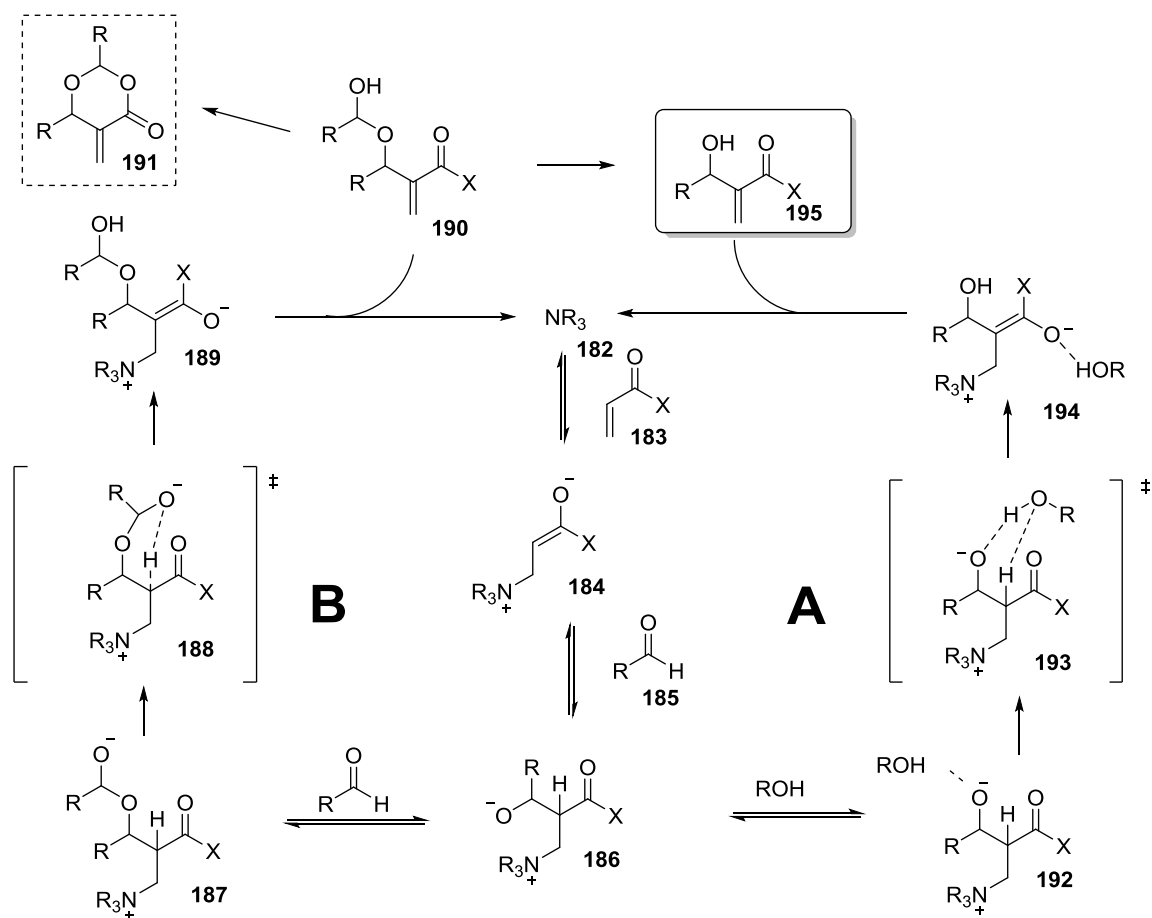 R
O
O
R
O
191
OH
R
O
O
R
X
190
OH
O
R
X
195
OH
R
O
X
R
O−
R3N+
189
NR3
182
O
X
183
OH
X
R
O−
HOR
R3N+
194
R
O−
O
H
O
R
X
R3N+
188
‡
B
O−
X
R3N+
184
O
R
H
185
A
H
O
R
−O
H
O
R
X
R3N+
193
‡
O−
R
O
H
O
R
X
R3N+
187
O
R
H
R
H
O
−O
X
R3N+
186
ROH
ROH
O−
H
O
R
X
R3N+
192